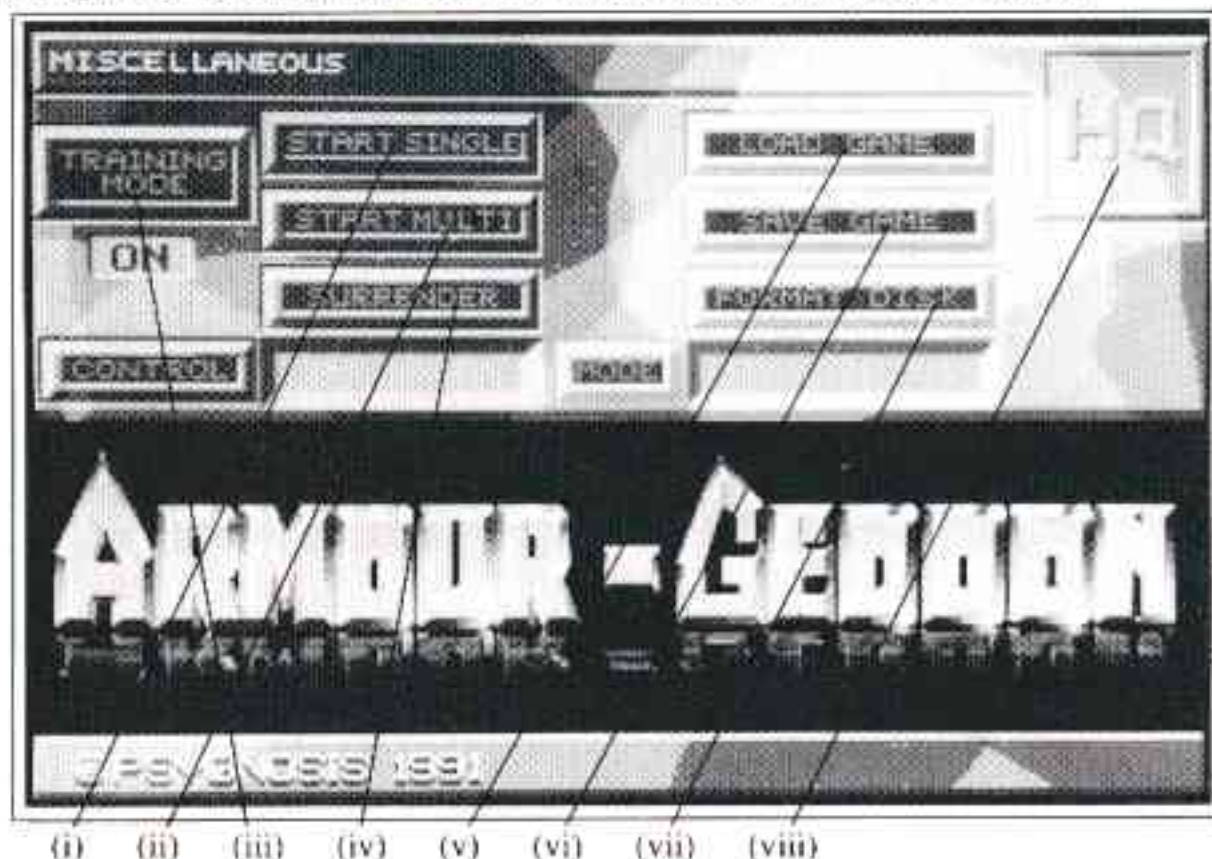 MISCELLANEOUS
TRAINING
MODE
START SINGLE
LOAD GAME
HQ
START MULTI
SAVE GAME
ON
SURRENDER
FORMAT DISK
CONTROL
MODE
ARMOUR-GEDDON
© PSYGNOSIS 1991
(i) (ii) (iii) (iv) (v) (vi) (vii) (viii)